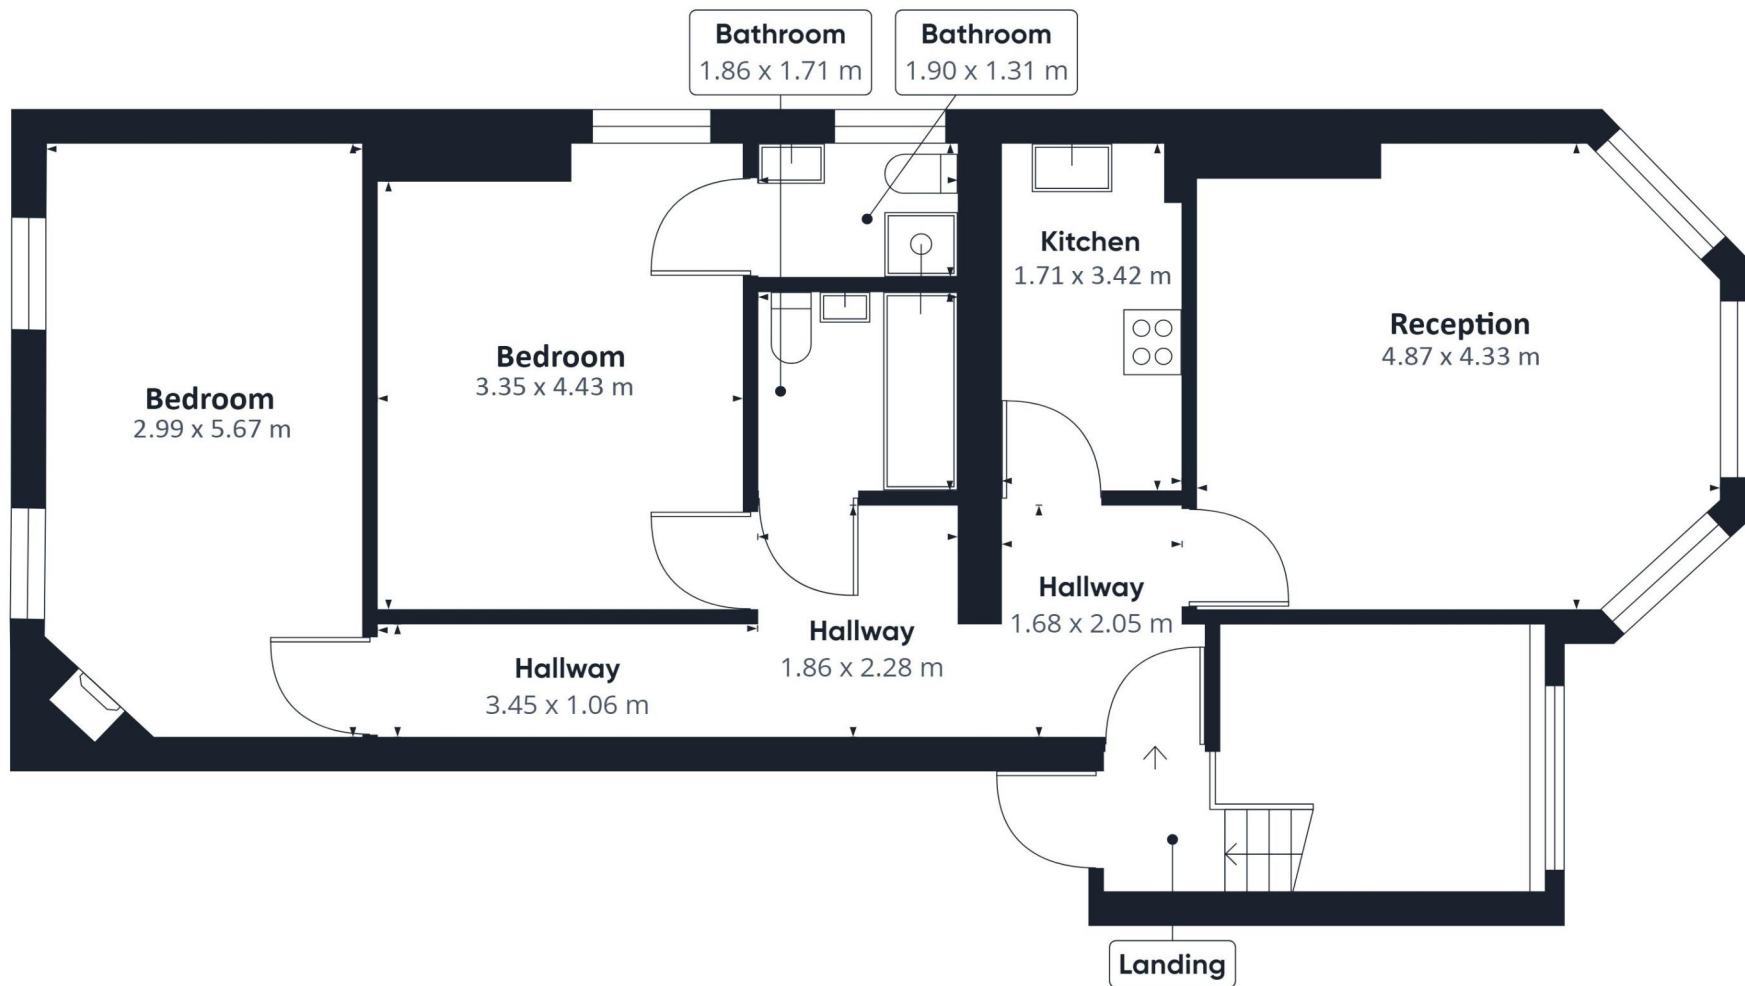 Bathroom
1.86 x 1.71 m
Bathroom
1.90 x 1.31 m
Kitchen
1.71 x 3.42 m
Reception
4.87 x 4.33 m
Bedroom
3.35 x 4.43 m
Bedroom
2.99 x 5.67 m
Hallway
1.68 x 2.05 m
Hallway
1.86 x 2.28 m
Hallway
3.45 x 1.06 m
Landing